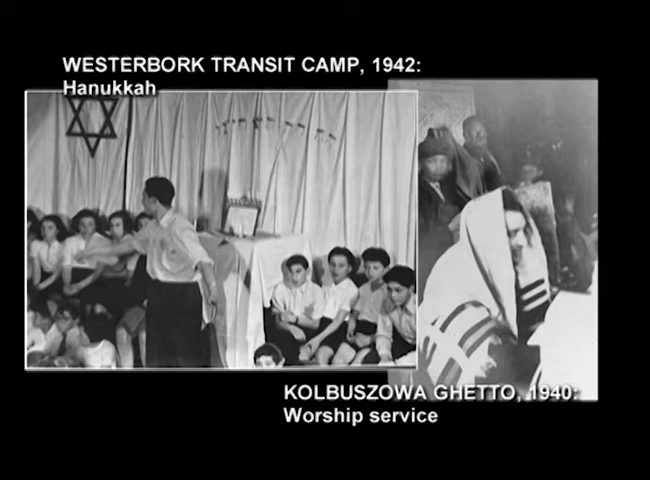 WESTERBORK TRANSIT CAMP, 1942:
Hanukkah
KOLBUSZOWA GHETTO, 1940:
Worship service